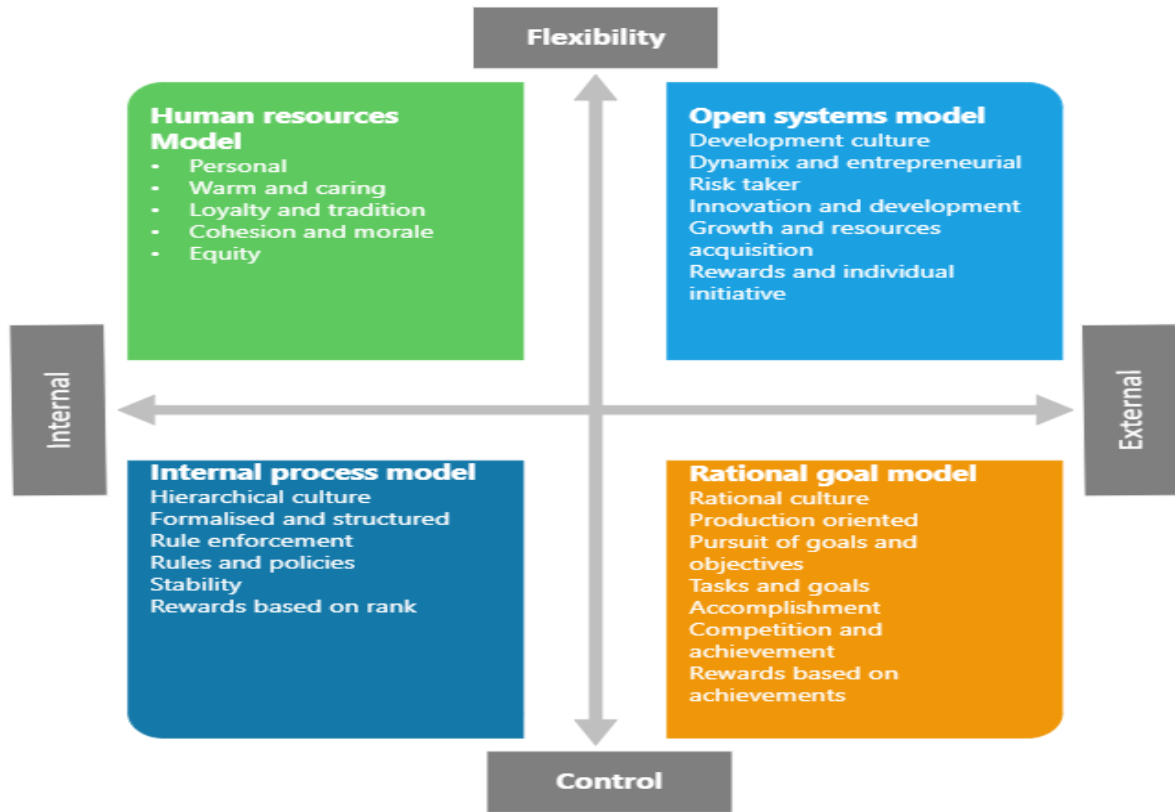 Flexibility
Human resources
Model
• Personal
• Warm and caring
• Loyalty and tradition
• Cohesion and morale
• Equity
Open systems model
Development culture
Dynamix and entrepreneurial
Risk taker
Innovation and development
Growth and resources
acquisition
Rewards and individual
initiative
Internal
External
Internal process model
Hierarchical culture
Formalised and structured
Rule enforcement
Rules and policies
Stability
Rewards based on rank
Rational goal model
Rational culture
Production oriented
Pursuit of goals and
objectives
Tasks and goals
Accomplishment
Competition and
achievement
Rewards based on
achievements
Control